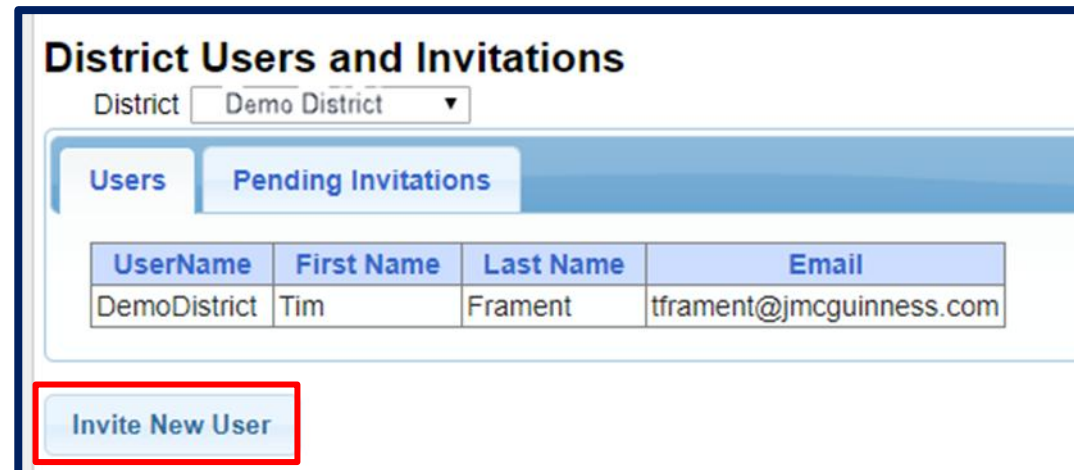 District Users and Invitations
District Demo District
Users Pending Invitations
UserName First Name Last Name Email
DemoDistrict Tim Frament tframent@jmcguinness.com
Invite New User